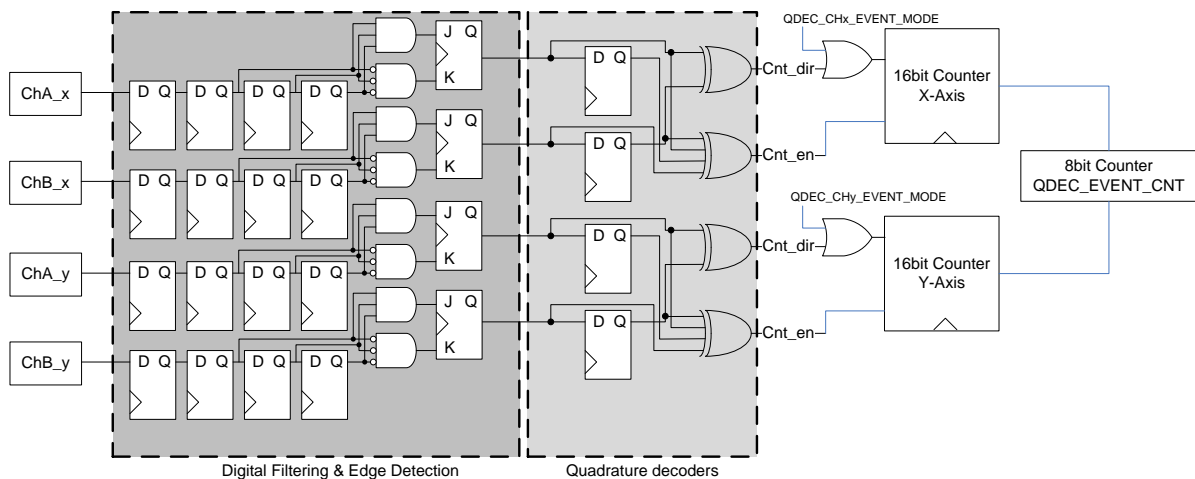 QDEC_CHx_EVENT_MODE
J Q
K
ChA_x
D Q D Q D Q D Q
D Q
Cnt_dir
16bit Counter
X-Axis
J Q
K
ChB_x
D Q D Q D Q D Q
D Q
Cnt_en
8bit Counter
QDEC_EVENT_CNT
QDEC_CHy_EVENT_MODE
J Q
K
ChA_y
D Q D Q D Q D Q
D Q
Cnt_dir
16bit Counter
Y-Axis
J Q
K
ChB_y
D Q D Q D Q D Q
D Q
Cnt_en
Digital Filtering & Edge Detection
Quadrature decoders